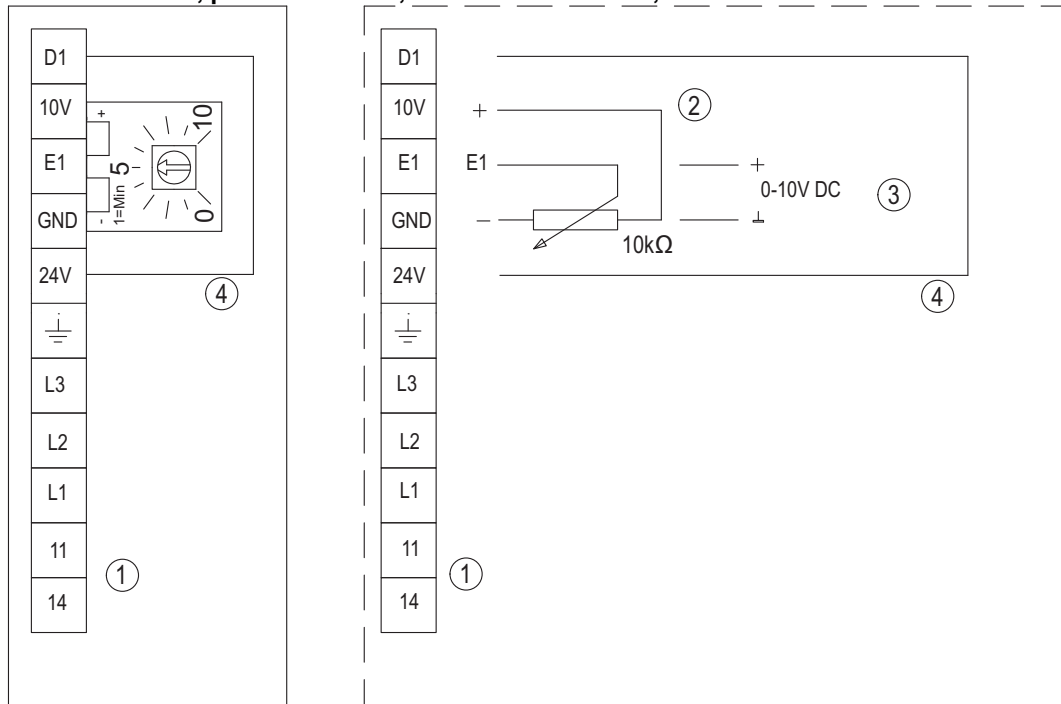 D1
10V
E1
GND
24V
L3
L2
L1
11
14
+
-
1=Min
0
5
10
4
1
D1
10V
E1
GND
24V
L3
L2
L1
11
14
+
E1
−
10kΩ
2
+
0-10V DC
3
4
1